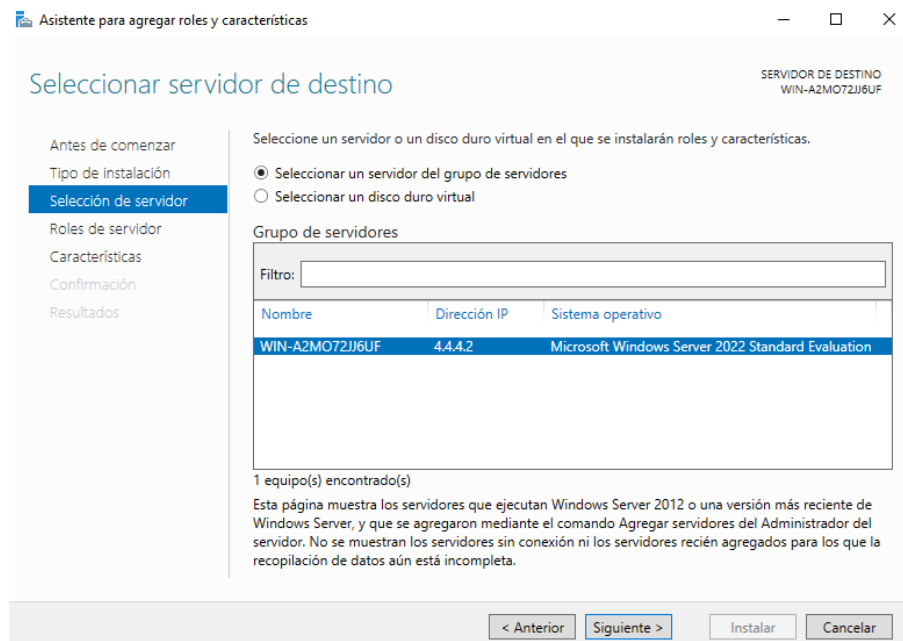 Asistente para agregar roles y características
Seleccionar servidor de destino
SERVIDOR DE DESTINO
WIN-A2MO72JJ6UF
Antes de comenzar
Tipo de instalación
Selección de servidor
Roles de servidor
Características
Confirmación
Resultados
Seleccione un servidor o un disco duro virtual en el que se instalarán roles y características.
Seleccionar un servidor del grupo de servidores
Seleccionar un disco duro virtual
Grupo de servidores
Filtro:
Nombre Dirección IP Sistema operativo
WIN-A2MO72JJ6UF 4.4.4.2 Microsoft Windows Server 2022 Standard Evaluation
1 equipo(s) encontrado(s)
Esta página muestra los servidores que ejecutan Windows Server 2012 o una versión más reciente de
Windows Server, y que se agregaron mediante el comando Agregar servidores del Administrador del
servidor. No se muestran los servidores sin conexión ni los servidores recién agregados para los que la
recopilación de datos aún está incompleta.
< Anterior Siguiente > Instalar Cancelar